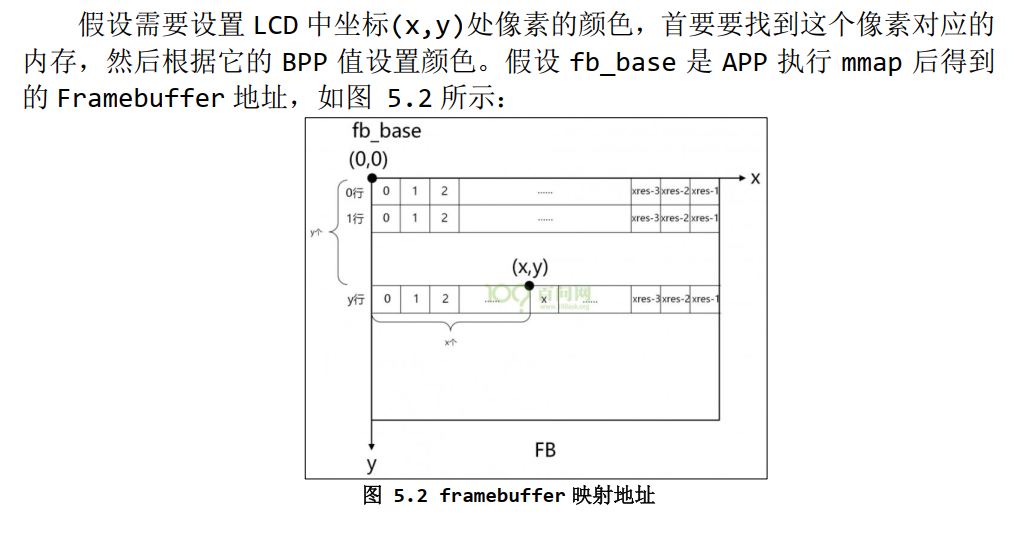 假设需要设置 LCD 中坐标(x,y)处像素的颜色，首要要找到这个像素对应的
内存，然后根据它的 BPP 值设置颜色。假设 fb_base 是 APP 执行 mmap 后得到
的 Framebuffer 地址，如图 5.2 所示：
fb_base
(0,0)
x
0行 0 1 2 …… xres-3 xres-2 xres-1
1行 0 1 2 …… xres-3 xres-2 xres-1
y个
(x,y)
y行 0 1 2 …… x …… xres-3 xres-2 xres-1
百问网
x个
FB
y
图 5.2 framebuffer 映射地址